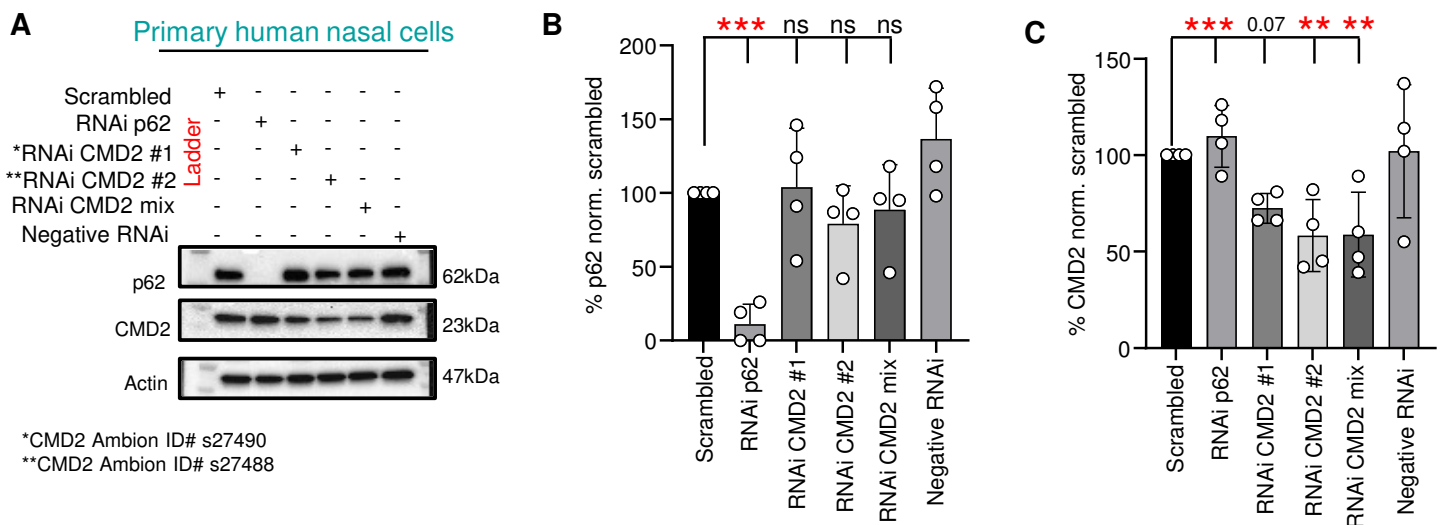 A
Primary human nasal cells
Ladder
Scrambled + - - - - -
RNAi p62 - + - - - -
*RNAi CMD2 #1 - - + - - -
**RNAi CMD2 #2 - - - + - -
RNAi CMD2 mix - - - - + -
Negative RNAi - - - - - +
p62 62kDa
CMD2 23kDa
Actin 47kDa
*CMD2 Ambion ID# s27490
**CMD2 Ambion ID# s27488
B
*** ns ns ns
% p62 norm. scrambled
200
150
100
50
0
Scrambled
RNAi p62
RNAi CMD2 #1
RNAi CMD2 #2
RNAi CMD2 mix
Negative RNAi
C
*** 0.07 ** **
% CMD2 norm. scrambled
150
100
50
0
Scrambled
RNAi p62
RNAi CMD2 #1
RNAi CMD2 #2
RNAi CMD2 mix
Negative RNAi